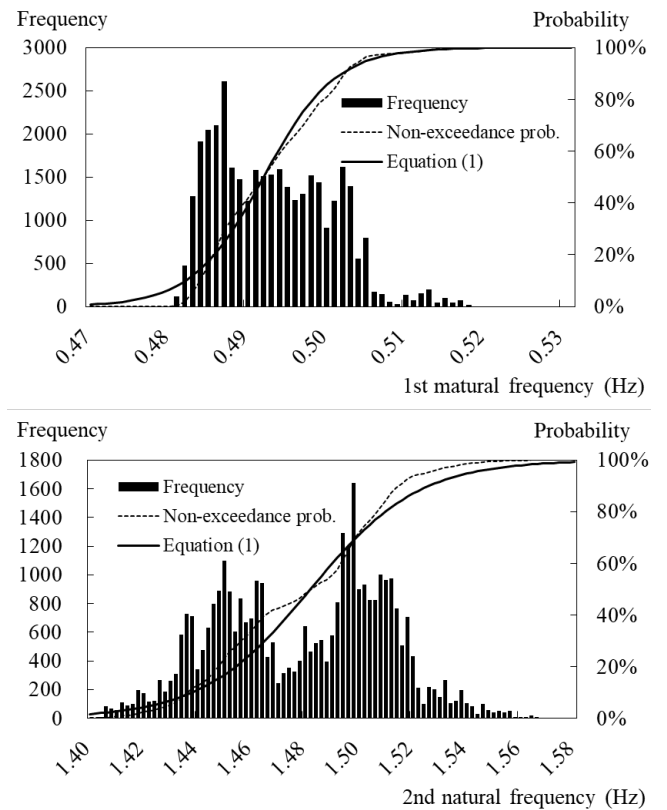 Frequency Probability
3000 100%
2500 80%
2000 60%
1500 40%
1000 20%
500 0%
0
Frequency
Non-exceedance prob.
Equation (1)
0.47 0.48 0.49 0.50 0.51 0.52 0.53
1st matural frequency (Hz)
Frequency Probability
1800 100%
1600 80%
1400 60%
1200 40%
1000 20%
800 0%
600
400
200
0
Frequency
Non-exceedance prob.
Equation (1)
1.40 1.42 1.44 1.46 1.48 1.50 1.52 1.54 1.56 1.58
2nd natural frequency (Hz)